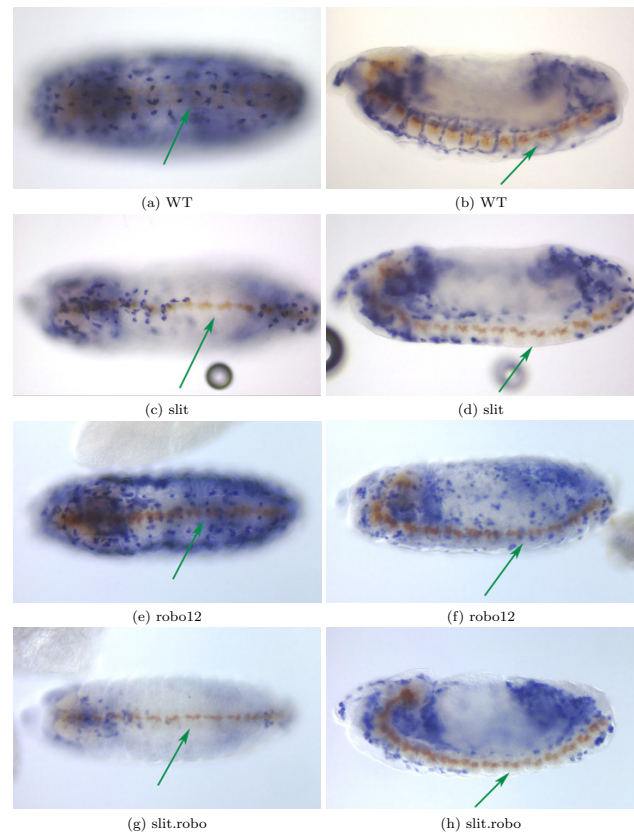 (a) WT
(b) WT
(c) slit
(d) slit
(e) robo12
(f) robo12
(g) slit.robo
(h) slit.robo